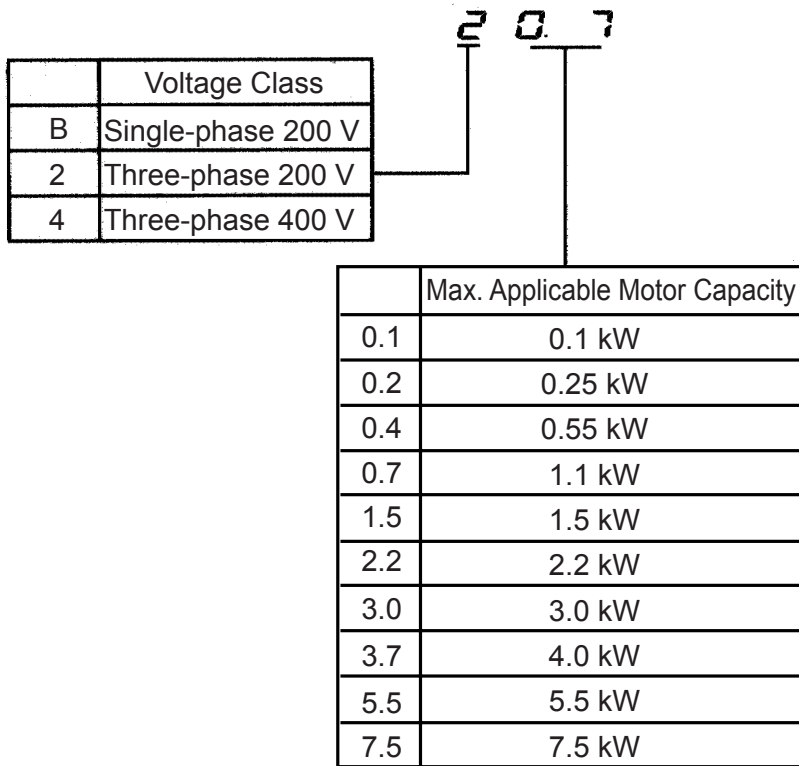 2 0. 7
Voltage Class
B Single-phase 200 V
2 Three-phase 200 V
4 Three-phase 400 V
Max. Applicable Motor Capacity
0.1 0.1 kW
0.2 0.25 kW
0.4 0.55 kW
0.7 1.1 kW
1.5 1.5 kW
2.2 2.2 kW
3.0 3.0 kW
3.7 4.0 kW
5.5 5.5 kW
7.5 7.5 kW